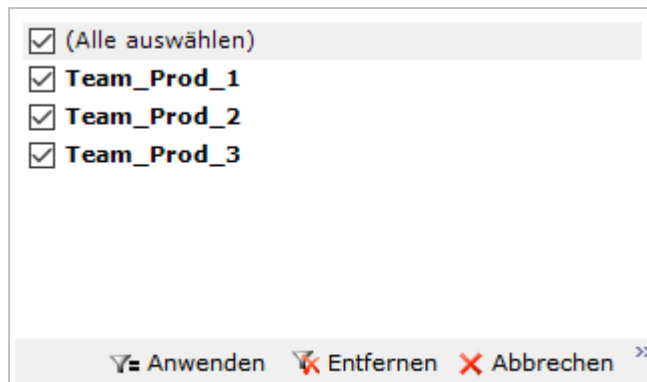 (Alle auswählen)
Team_Prod_1
Team_Prod_2
Team_Prod_3
Anwenden Entfernen Abbrechen »